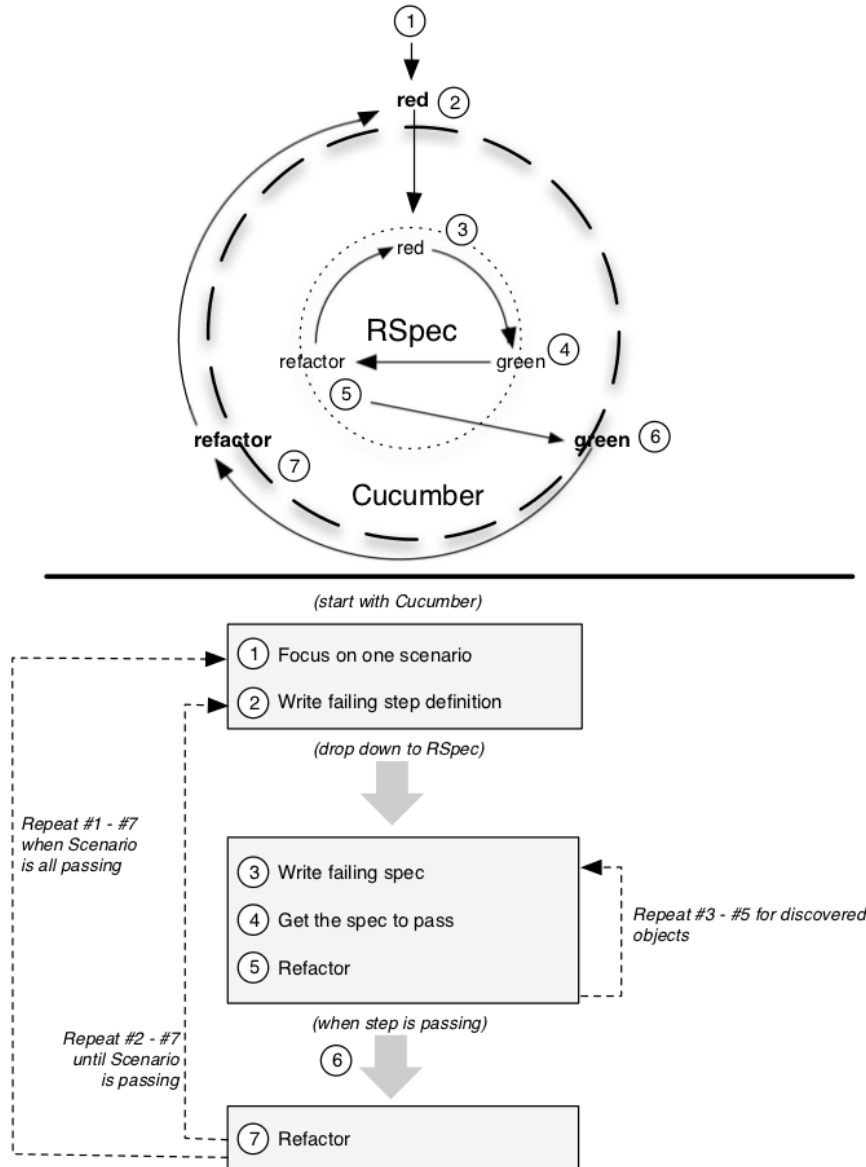 1
red 2
3
red
RSpec
refactor
green 4
5
refactor
green 6
7
Cucumber
(start with Cucumber)
1 Focus on one scenario
2 Write failing step definition
(drop down to RSpec)
Repeat #1 - #7
when Scenario
is all passing
3 Write failing spec
4 Get the spec to pass
5 Refactor
Repeat #3 - #5 for discovered
objects
(when step is passing)
6
Repeat #2 - #7
until Scenario
is passing
7 Refactor